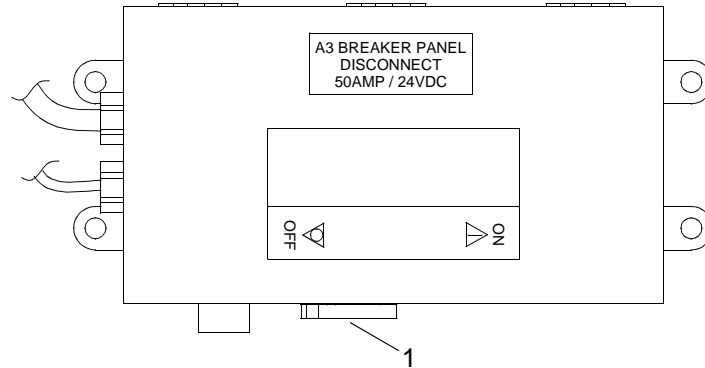 A3 BREAKER PANEL
DISCONNECT
50AMP / 24VDC
OFF
ON
1